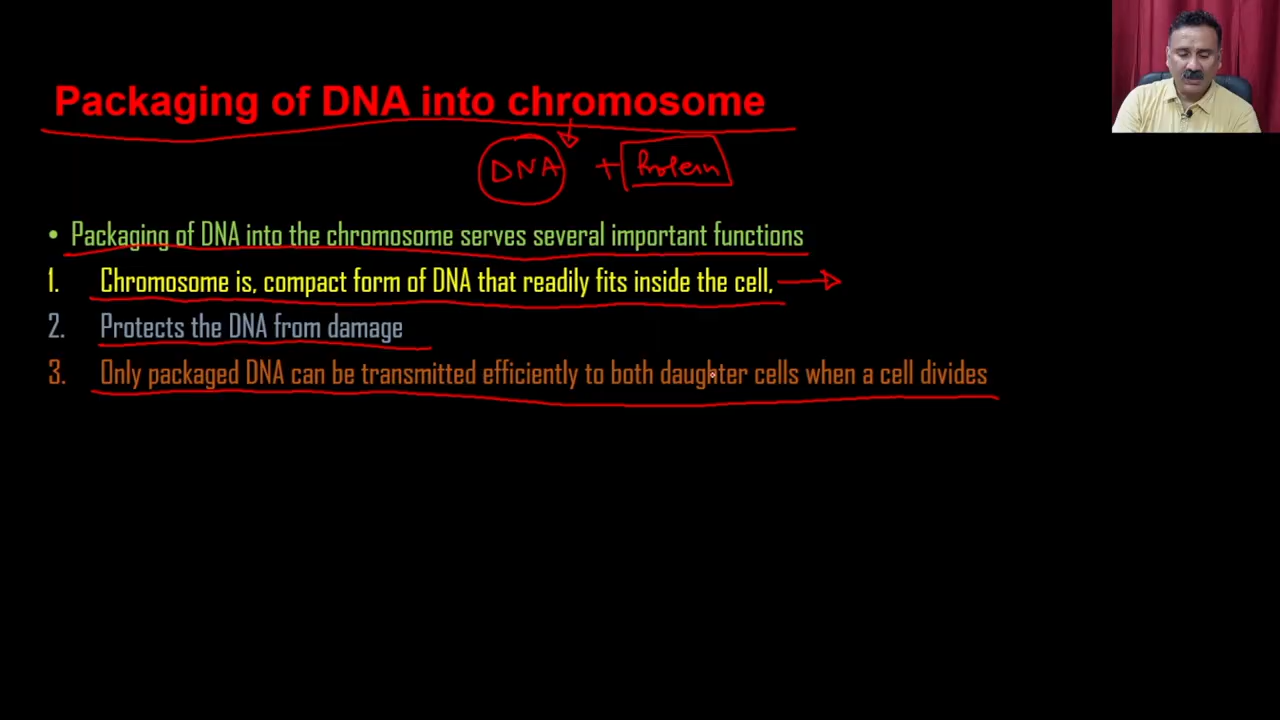 Packaging of DNA into chromosome
DNA + Protein
• Packaging of DNA into the chromosome serves several important functions
1. Chromosome is, compact form of DNA that readily fits inside the cell,
2. Protects the DNA from damage
3. Only packaged DNA can be transmitted efficiently to both daughter cells when a cell divides